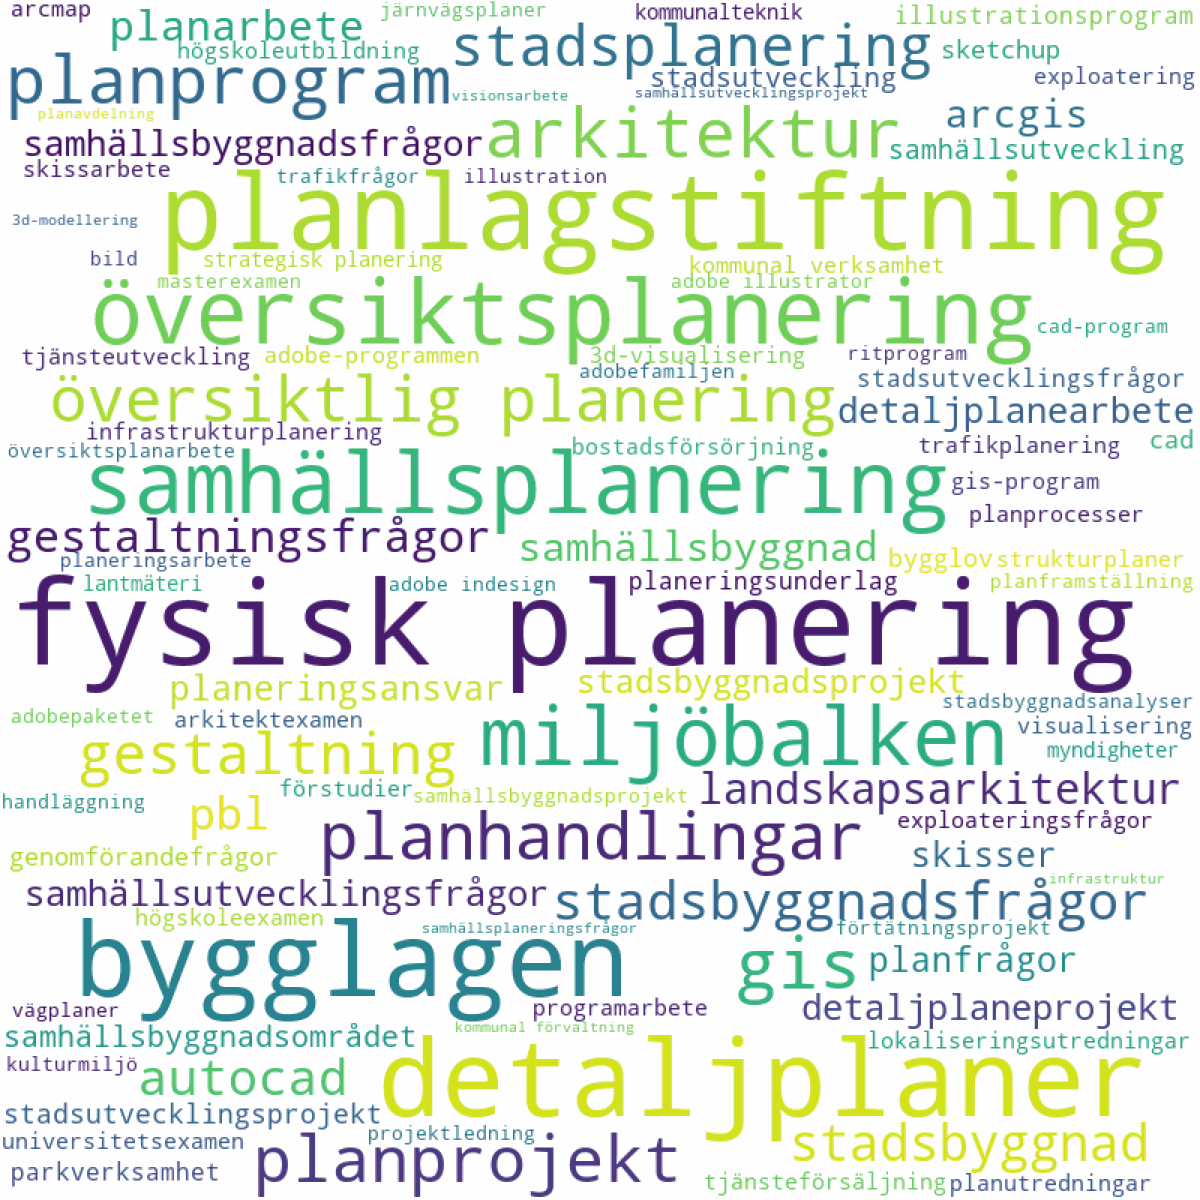 arcmap
järnvägsplaner
kommunalteknik
illustrationsprogram
planarbete
högskoleutbildning
stadsplanering
sketchup
planprogram
stadsutveckling
exploatering
visionsarbete
samhällsutvecklingsprojekt
planavdelning
arkitektur
arcgis
samhällsbyggnadsfrågor
samhällsutveckling
skissarbete
trafikfrågor
illustration
planlagstiftning
3d-modellering
bild
strategisk planering
kommunal verksamhet
masterexamen
adobe illustrator
översiktsplanering
cad-program
tjänsteutveckling
adobe-programmen
3d-visualisering
ritprogram
adobefamiljen
stadsutvecklingsfrågor
översiktlig planering
detaljplanearbete
infrastrukturplanering
översiktsplanarbete
bostadsförsörjning
trafikplanering
cad
samhällsplanering
gis-program
planprocesser
gestaltningsfrågor
samhällsbyggnad
planeringsarbete
bygglov
strukturplaner
lantmäteri
adobe indesign
planeringsunderlag
planframställning
fysisk planering
planeringsansvar
stadsbyggnadsprojekt
stadsbyggnadsanalyser
adobepaketet
arkitektexamen
miljöbalken
visualisering
gestaltning
myndigheter
förstudier
handläggning
samhällsbyggnadsprojekt
landskapsarkitektur
pbl
planhandlingar
exploateringsfrågor
genomförandefrågor
skisser
samhällsutvecklingsfrågor
stadsbyggnadsfrågor
infrastruktur
högskoleexamen
samhällsplaneringsfrågor
förtätningsprojekt
bygglagen
gis
planfrågor
vägplaner
programarbete
detaljplaneprojekt
samhällsbyggnadsområdet
kommunal förvaltning
lokaliseringsutredningar
kulturmiljö
autocad
detaljplaner
stadsutvecklingsprojekt
universitetsexamen
projektledning
stadsbyggnad
parkverksamhet
planprojekt
tjänsteförsäljning
planutredningar